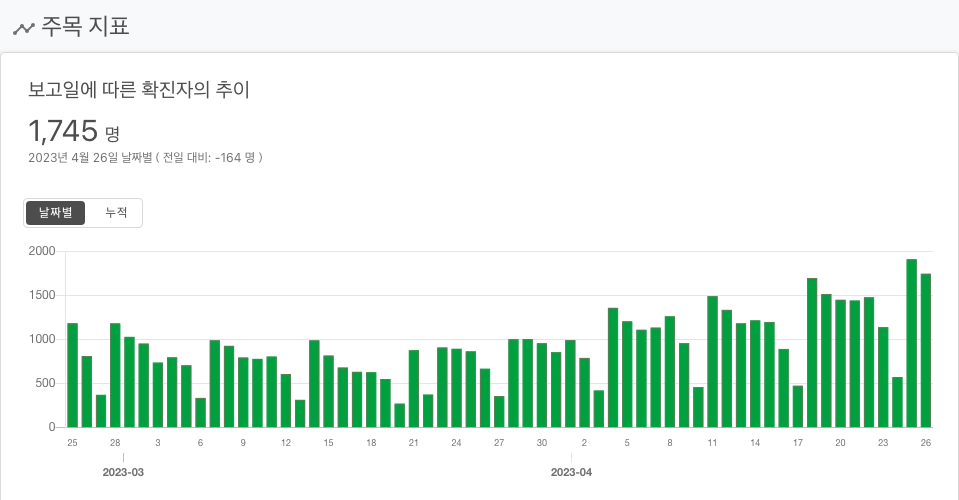 주목 지표
보고일에 따른 확진자의 추이
1,745 명
2023년 4월 26일 날짜별 ( 전일 대비: -164 명 )
날짜별 누적
2000
1500
1000
500
0
25 28 3 6 9 12 15 18 21 24 27 30 2 5 8 11 14 17 20 23 26
2023-03 2023-04